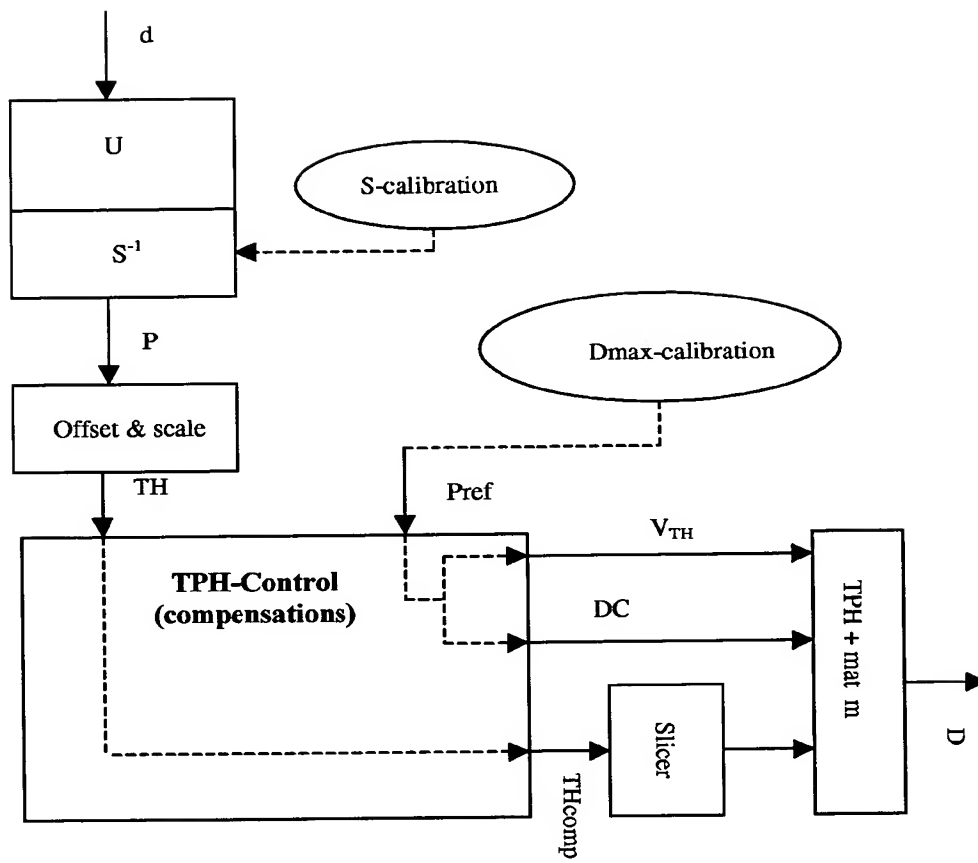 d
U
S-calibration
S⁻¹
P
Dmax-calibration
Offset & scale
TH
Pref
TPH-Control
(compensations)
V_TH
DC
TPH + mat m
Slicer
THcomp
D